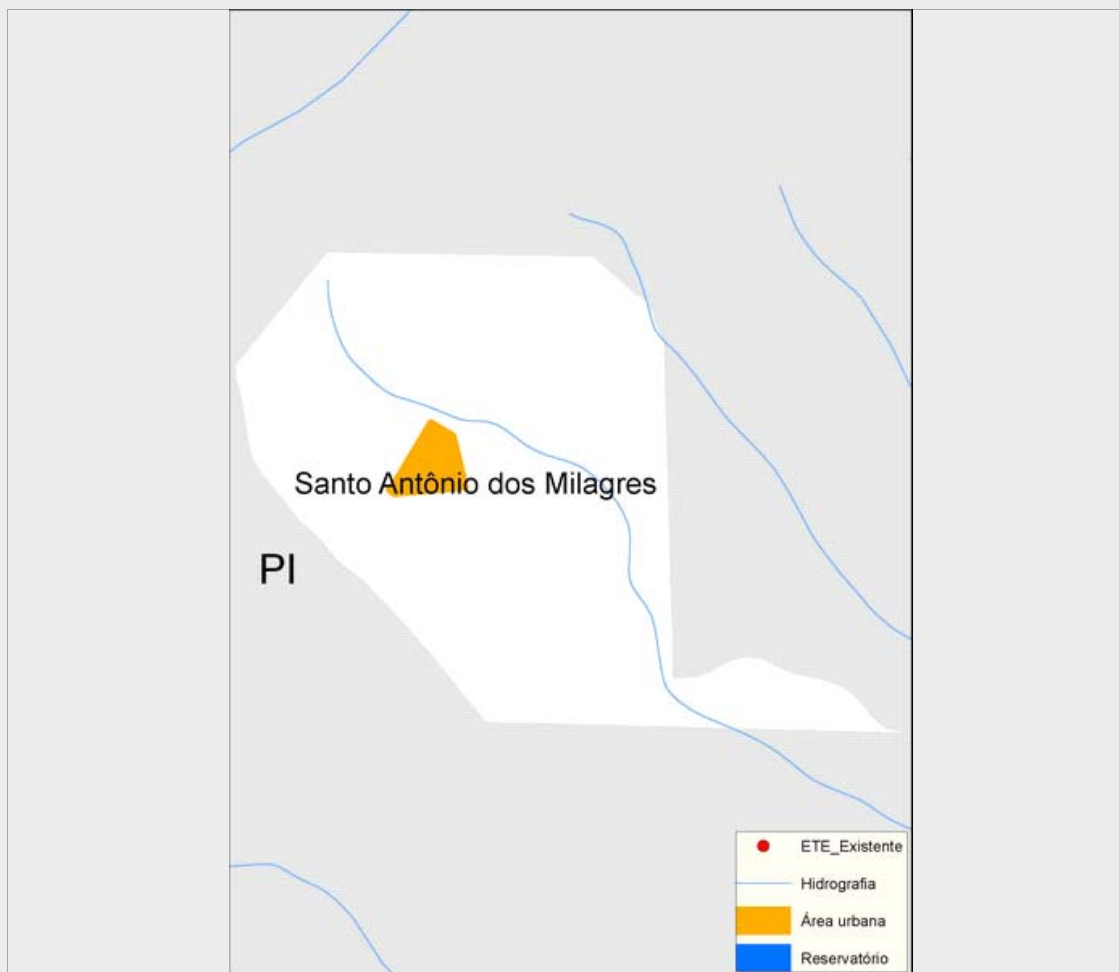 Santo Antônio dos Milagres
PI
ETE_Existente
Hidrografia
Área urbana
Reservatório